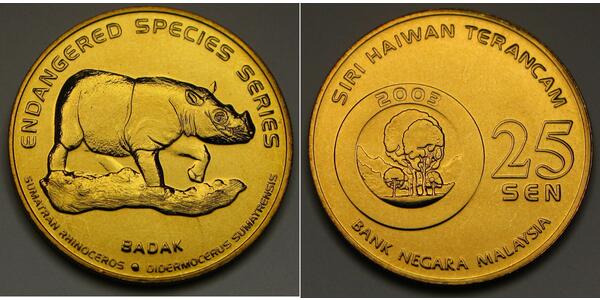 ENDANGERED SPECIES SERIES
BADAK
SUMATRAN RHINOCEROS • DIDERMOCERUS SUMATRENSIS
SIRI HAIWAN TERANCAM
2003
25
SEN
BANK NEGARA MALAYSIA